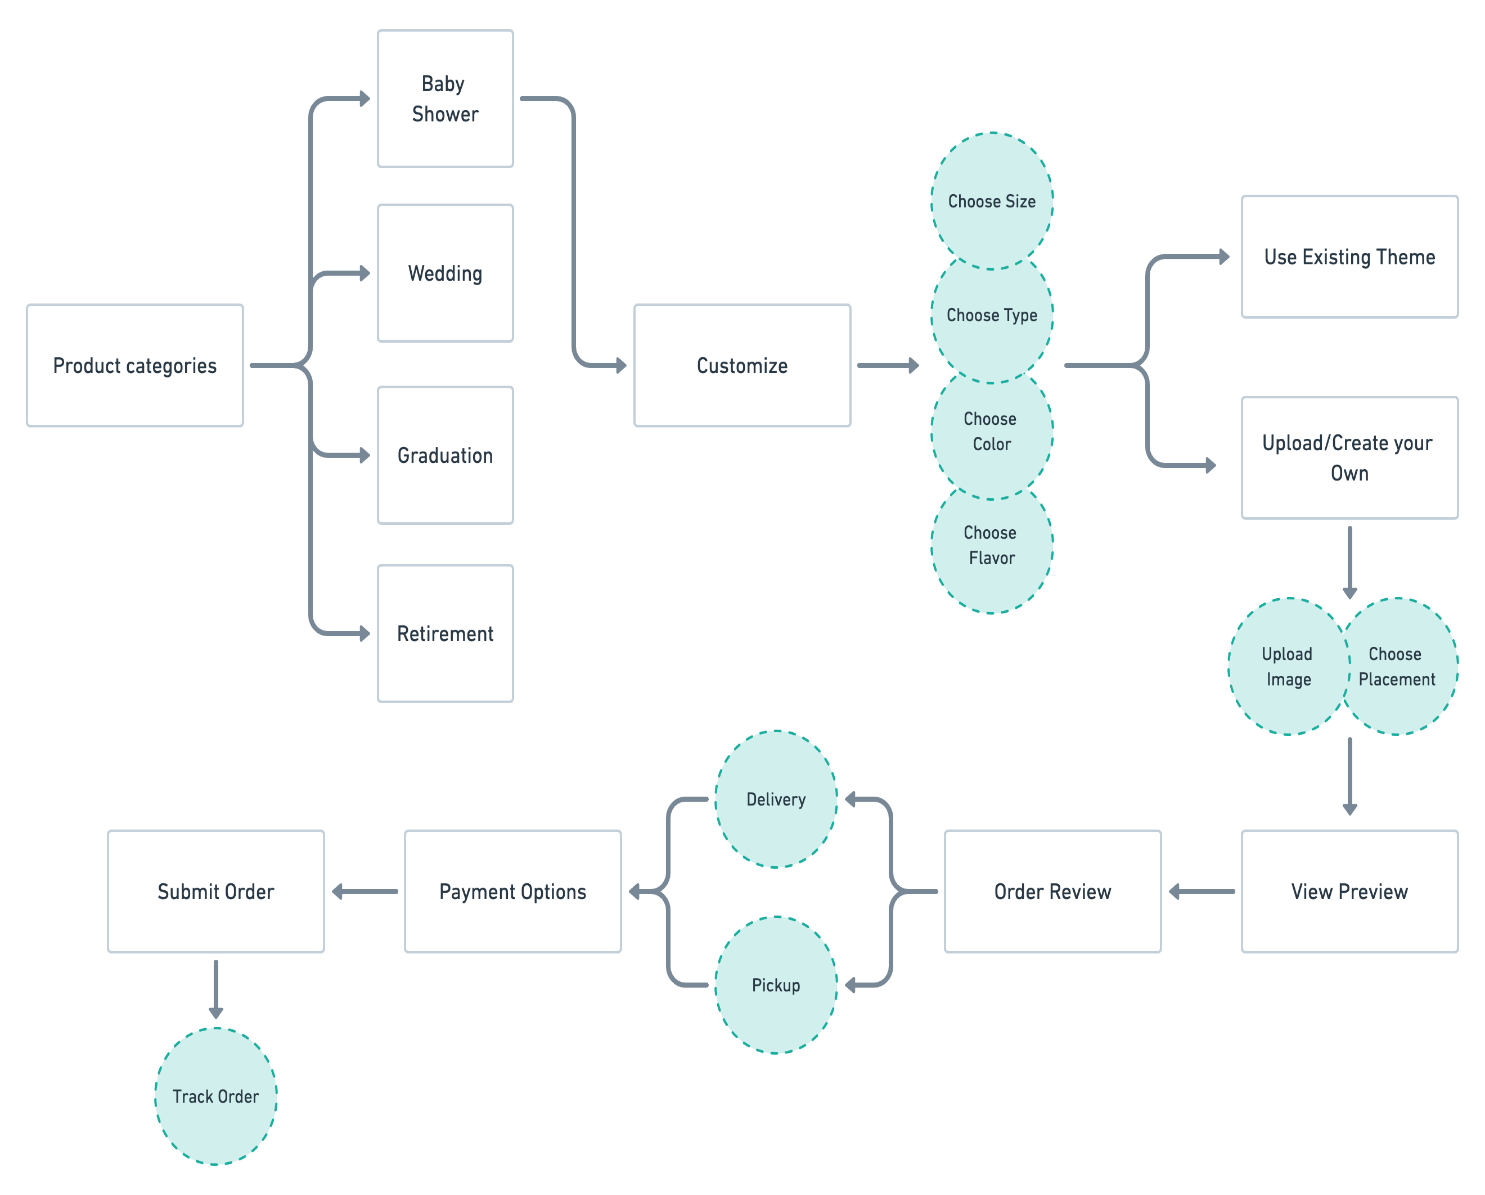 Baby
Shower
Wedding
Product categories
Graduation
Retirement
Customize
Choose Size
Choose Type
Choose
Color
Choose
Flavor
Use Existing Theme
Upload/Create your
Own
Upload
Image
Choose
Placement
View Preview
Order Review
Delivery
Pickup
Payment Options
Submit Order
Track Order